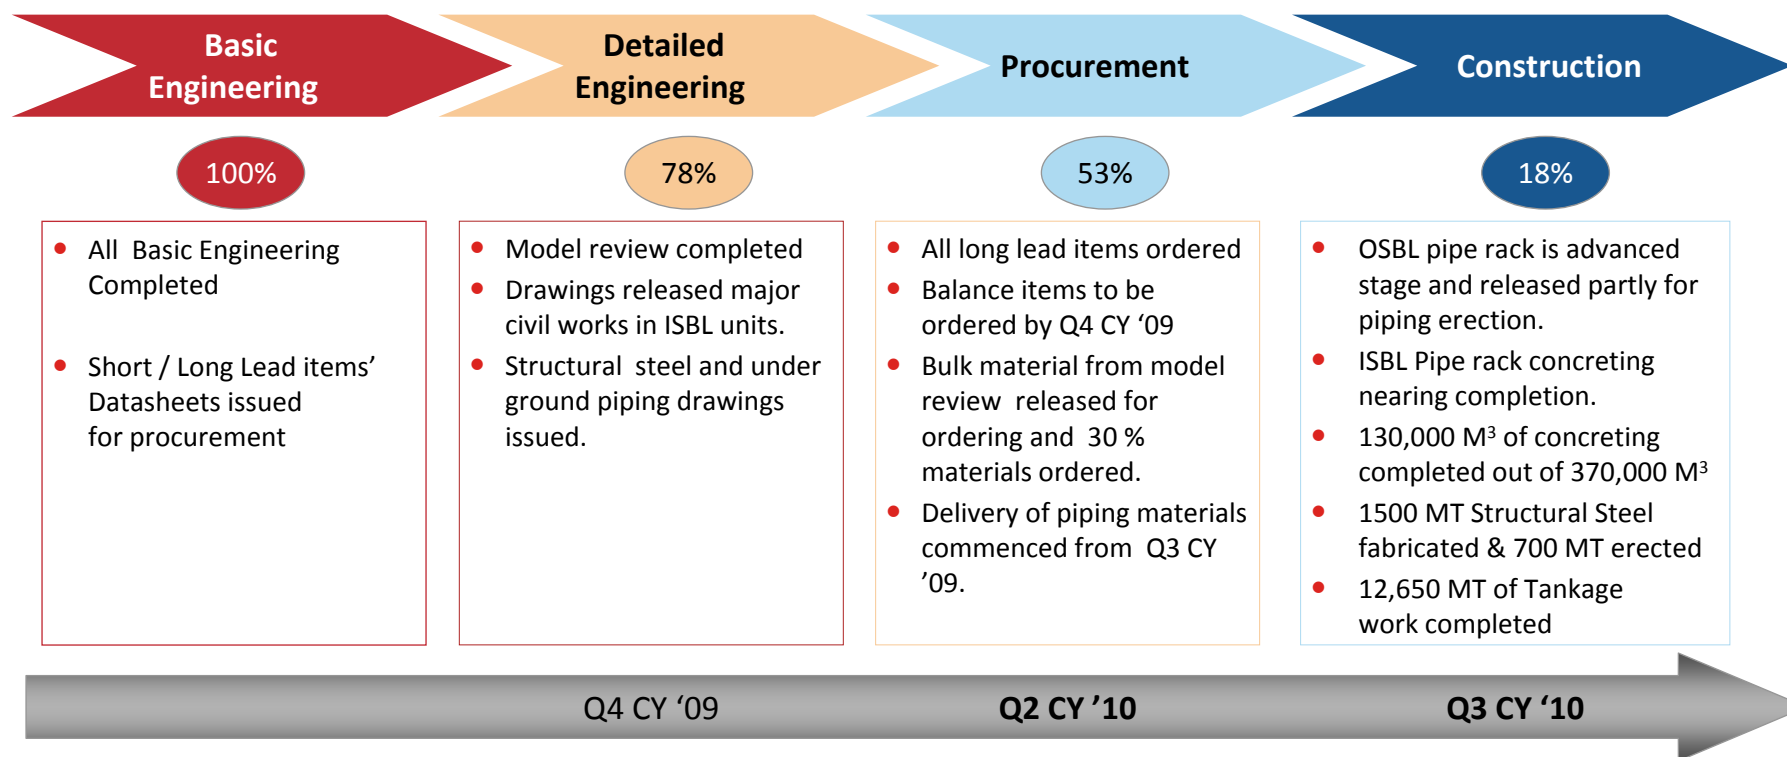 Basic
Engineering
Detailed
Engineering
Procurement
Construction
100%
78%
53%
18%
• All  Basic Engineering
Completed
• Short / Long Lead items’
Datasheets issued
for procurement
• Model review completed
• Drawings released major
civil works in ISBL units.
• Structural  steel and under
ground piping drawings
issued.
• All long lead items ordered
• Balance items to be
ordered by Q4 CY ‘09
• Bulk material from model
review  released for
ordering and  30 %
materials ordered.
• Delivery of piping materials
commenced from  Q3 CY
’09.
• OSBL pipe rack is advanced
stage and released partly for
piping erection.
• ISBL Pipe rack concreting
nearing completion.
• 130,000 M³ of concreting
completed out of 370,000 M³
• 1500 MT Structural Steel
fabricated & 700 MT erected
• 12,650 MT of Tankage
work completed
Q4 CY ‘09
Q2 CY ’10
Q3 CY ‘10